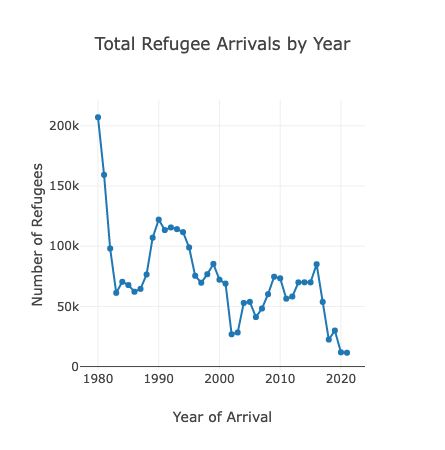 Total Refugee Arrivals by Year
Number of Refugees
200k
150k
100k
50k
0
1980
1990
2000
2010
2020
Year of Arrival